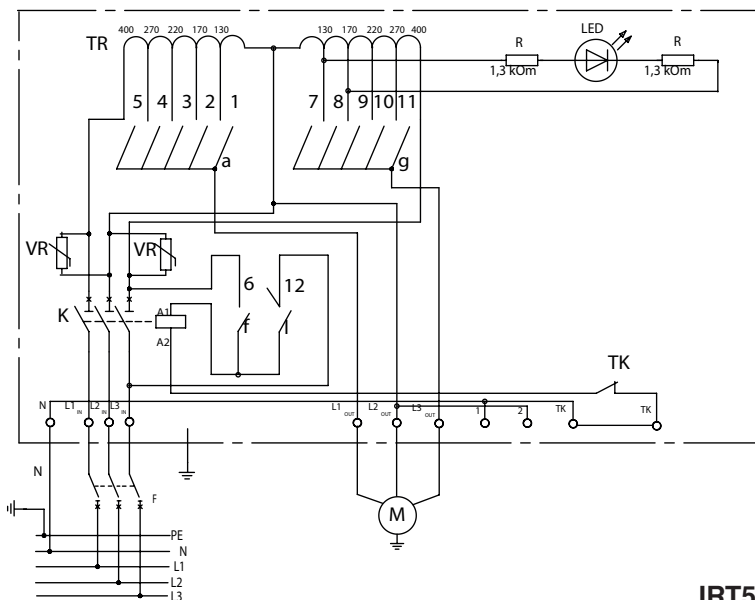 TR 400 270 220 170 130 130 170 220 270 400
R LED R
1,3 kOm 1,3 kOm
5 4 3 2 1 7 8 9 10 11
a g
VR VR
6 12
K A1 f l
A2
TK
N L1 IN L2 IN L3 IN L1 OUT L2 OUT L3 OUT 1 2 TK TK
N
F
M
PE
N
L1
L2
L3